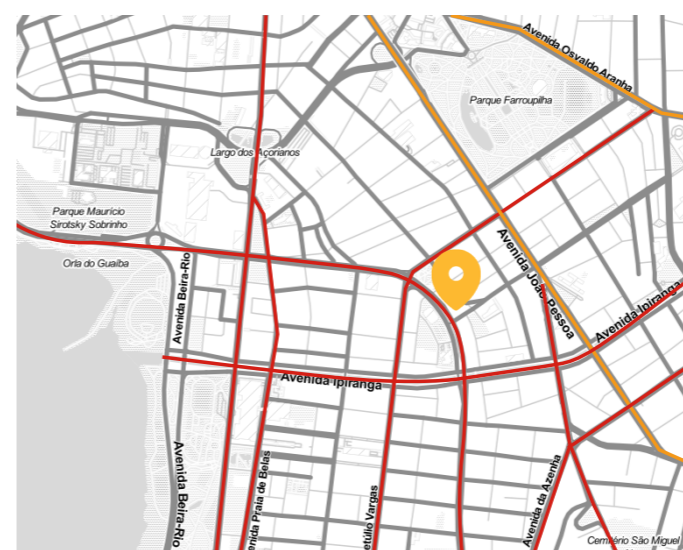 Avenida Osvaldo Aranha
Parque Farroupilha
Largo dos Açorianos
Parque Maurício
Sirotsky Sobrinho
Orla do Guaíba
Avenida Beira-Rio
Avenida João Pessoa
Avenida Ipiranga
Avenida Ipiranga
Avenida Beira-Rio
enida Praia de Belas
etúlio Vargas
Avenida da Azenha
Cemitério São Miguel